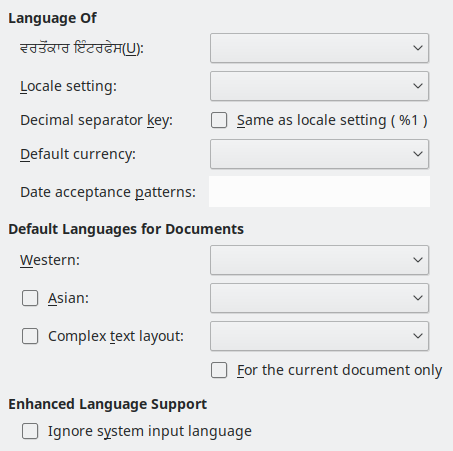 Language Of
ਵਰਤੋਂਕਾਰ ਇੰਟਰਫੇਸ(U):
Locale setting:
Decimal separator key:
Same as locale setting ( %1 )
Default currency:
Date acceptance patterns:
Default Languages for Documents
Western:
Asian:
Complex text layout:
For the current document only
Enhanced Language Support
Ignore system input language